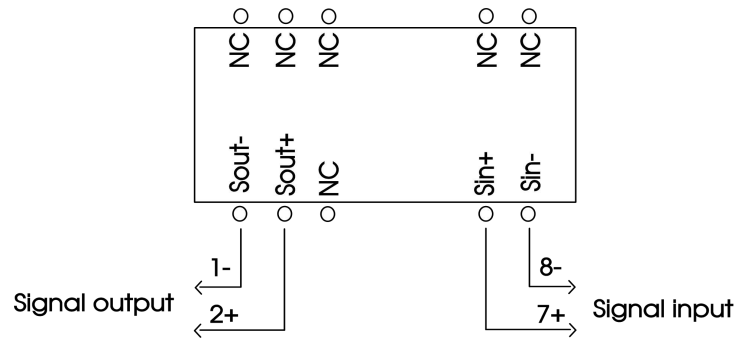 NC NC NC NC NC
Sout- Sout+ NC Sin+ Sin-
1- 8-
Signal output Signal input
2+ 7+